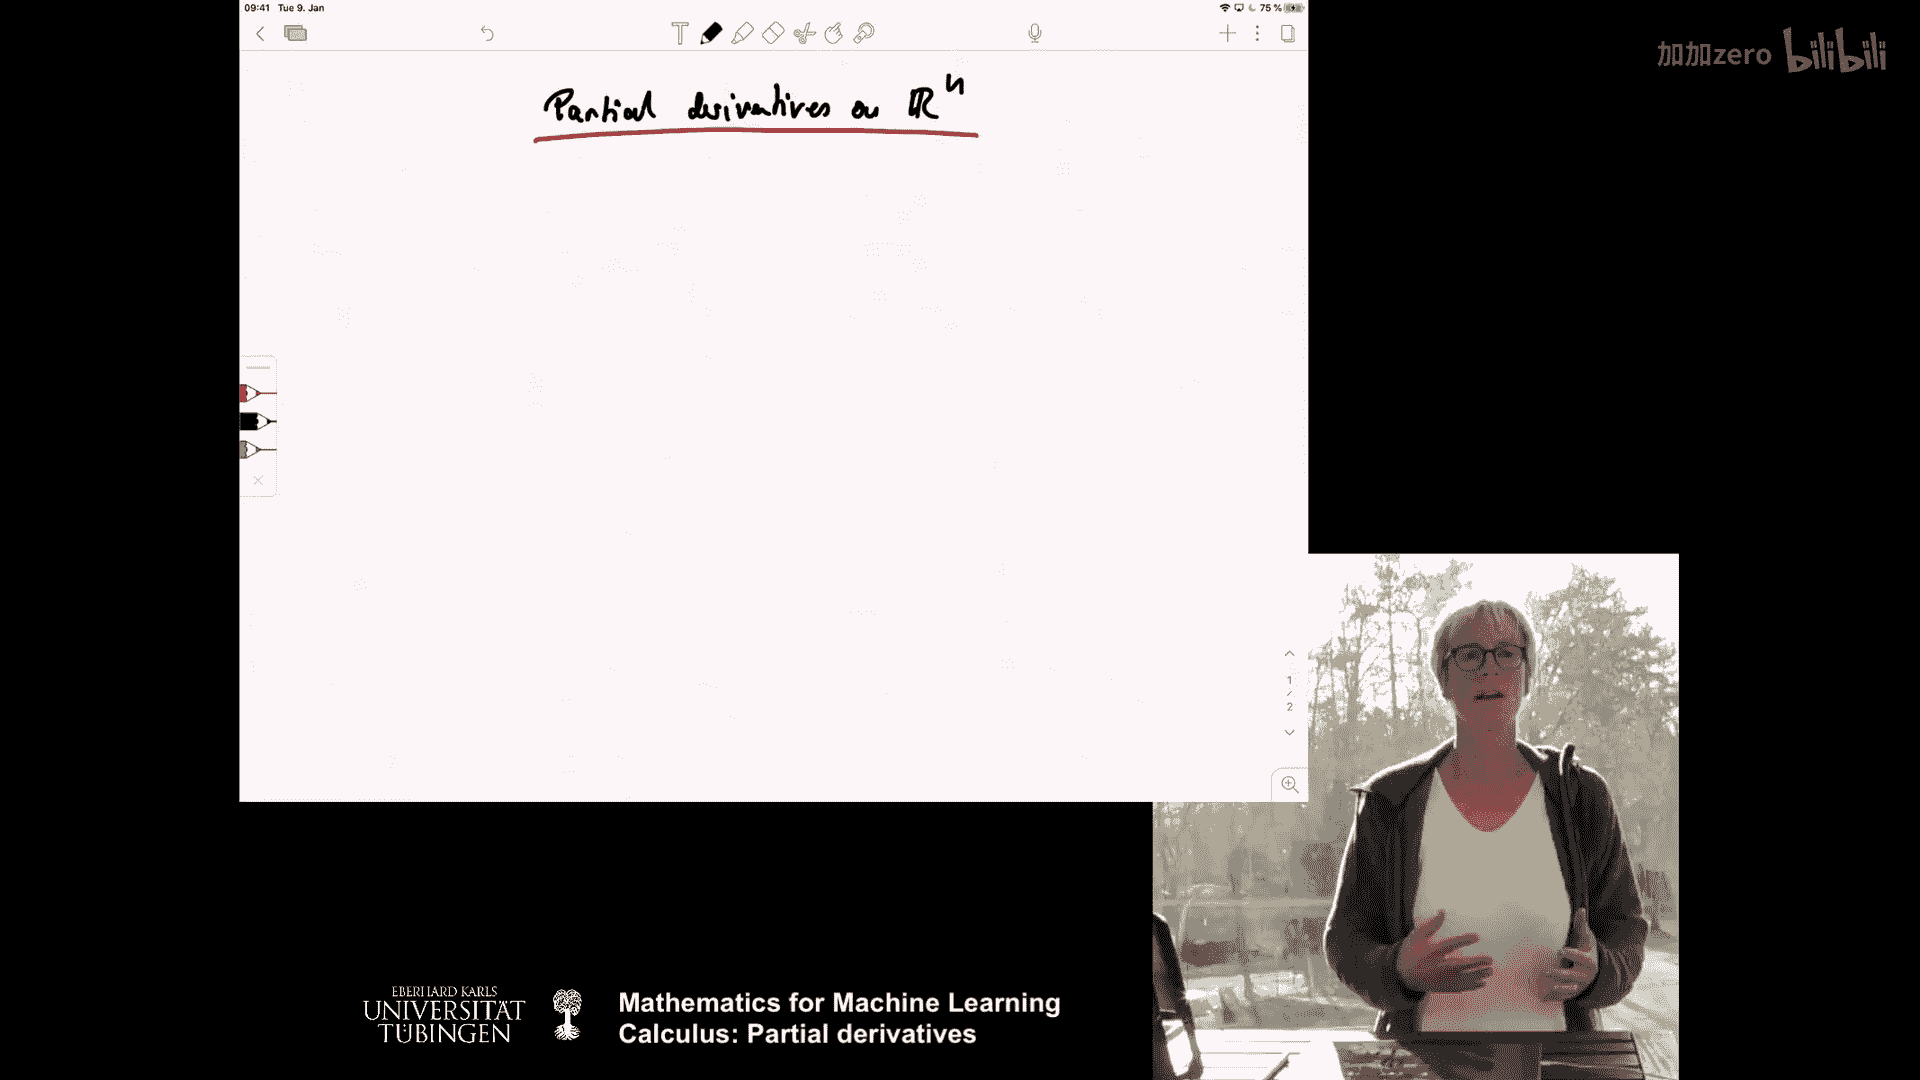 09:41 Tue 9. Jan
75 %
加加zero bilibili
T
Partial derivatives on ℝⁿ
1
/
2
EBERHARD KARLS
UNIVERSITÄT
TÜBINGEN
Mathematics for Machine Learning
Calculus: Partial derivatives